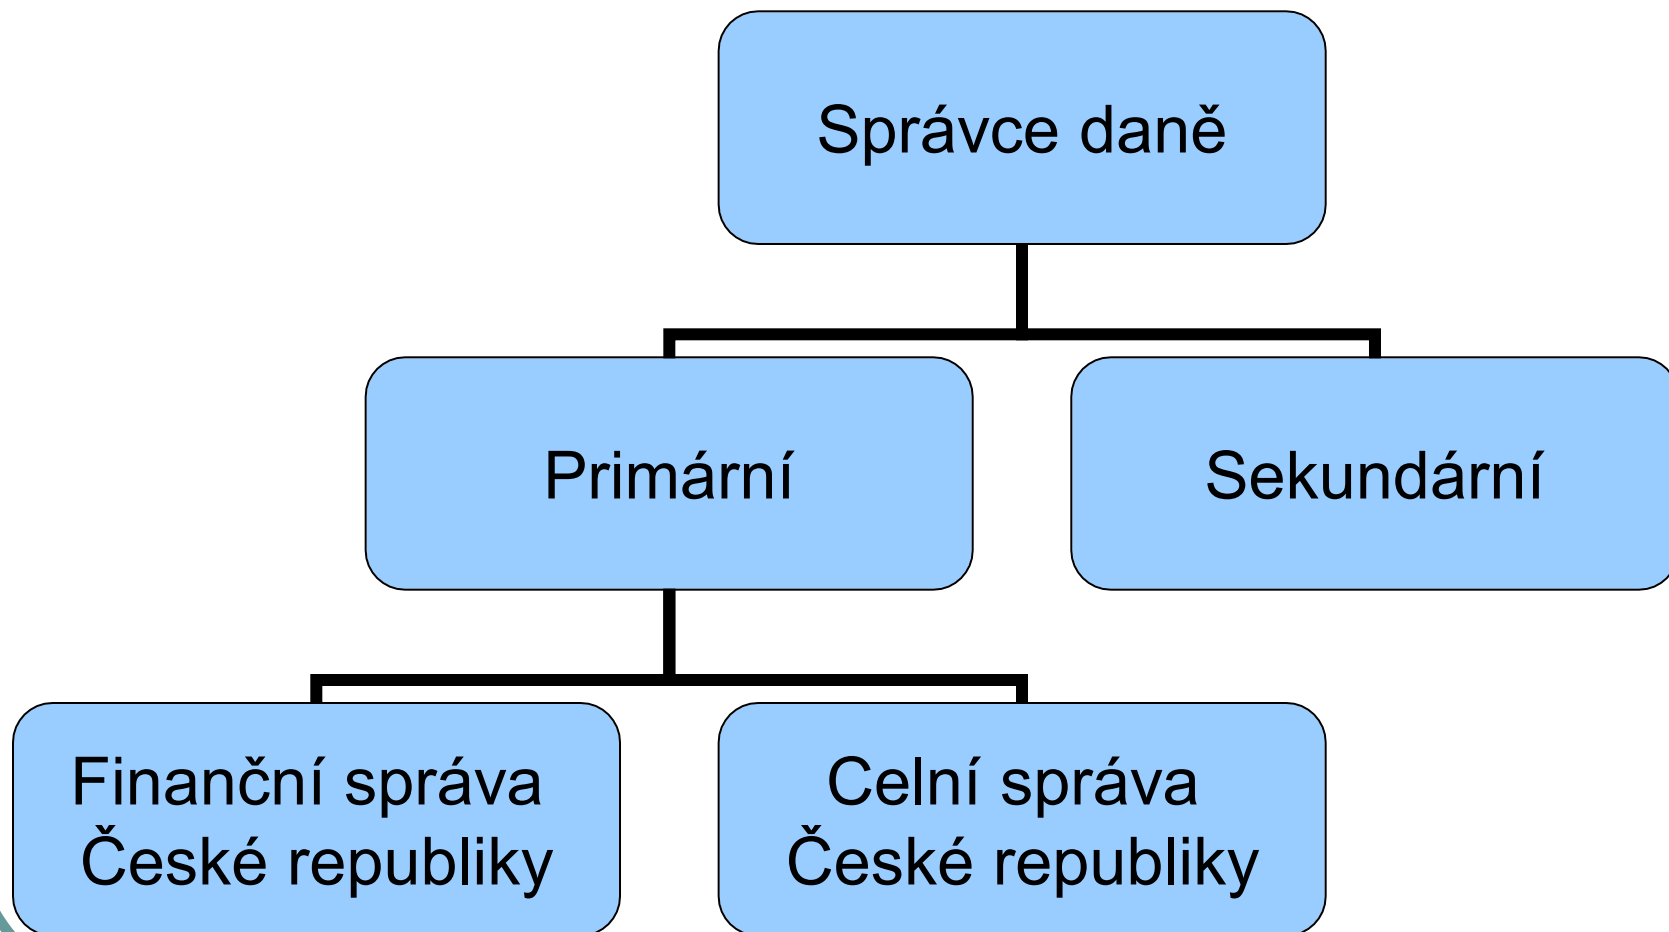 Správce daně
Primární
Sekundární
Finanční správa
České republiky
Celní správa
České republiky